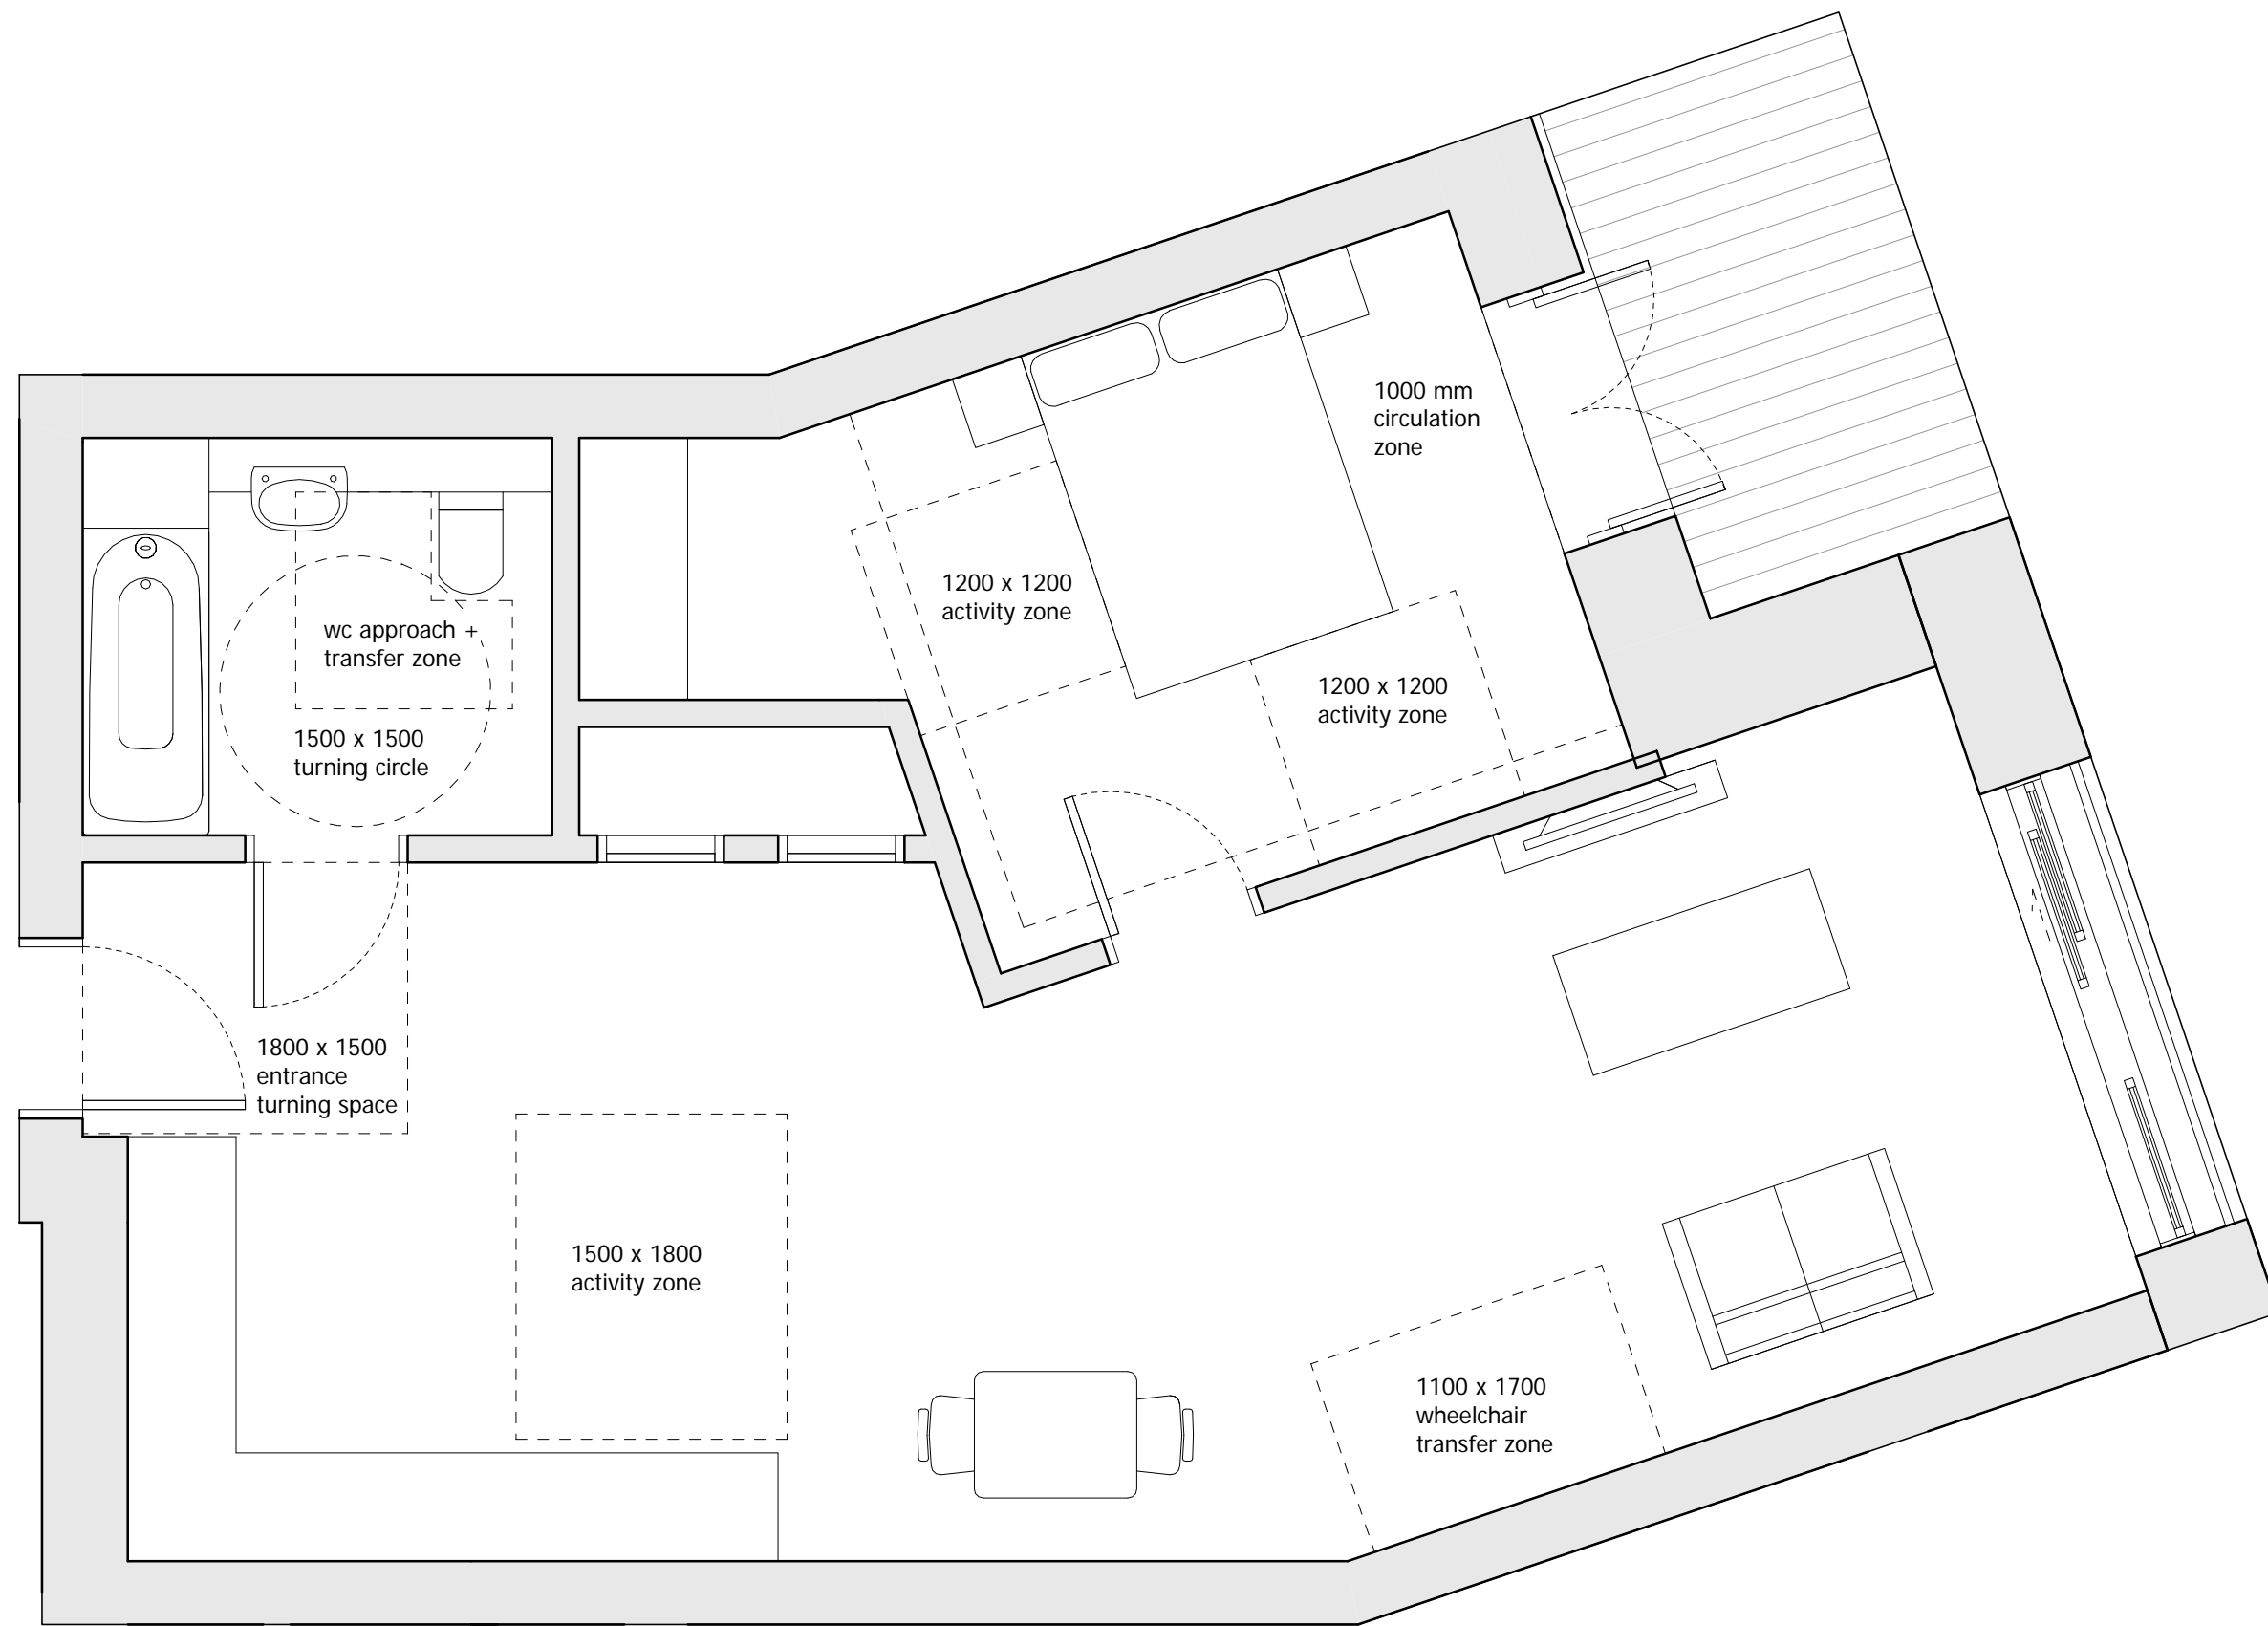 1000 mm
circulation
zone
1200 x 1200
activity zone
wc approach +
transfer zone
1200 x 1200
activity zone
1500 x 1500
turning circle
1800 x 1500
entrance
turning space
1500 x 1800
activity zone
1100 x 1700
wheelchair
transfer zone